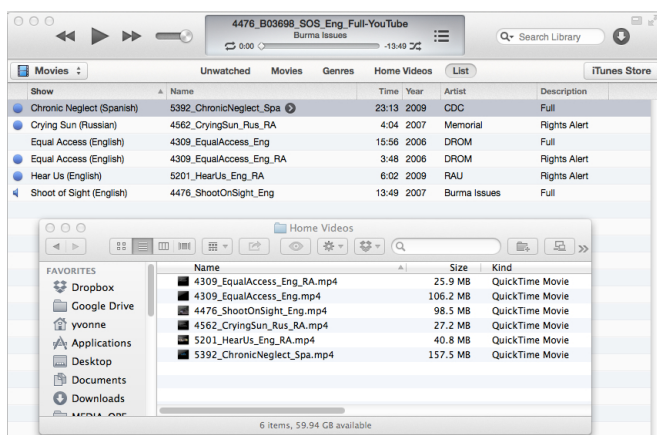 4476_B03698_SOS_Eng_Full-YouTube
Burma Issues
0:00 -13:49
Search Library
Movies Unwatched Movies Genres Home Videos List iTunes Store
Show Name Time Year Artist Description
Chronic Neglect (Spanish) 5392_ChronicNeglect_Spa 23:13 2009 CDC Full
Crying Sun (Russian) 4562_CryingSun_Rus_RA 4:04 2007 Memorial Rights Alert
Equal Access (English) 4309_EqualAccess_Eng 15:56 2006 DROM Full
Equal Access (English) 4309_EqualAccess_Eng_RA 3:48 2006 DROM Rights Alert
Hear Us (English) 5201_HearUs_Eng_RA 6:02 2009 RAU Rights Alert
Shoot of Sight (English) 4476_ShootOnSight_Eng 13:49 2007 Burma Issues Full
Home Videos
FAVORITES
Dropbox
Google Drive
yvonne
Applications
Desktop
Documents
Downloads
Name Size Kind
4309_EqualAccess_Eng_RA.mp4 25.9 MB QuickTime Movie
4309_EqualAccess_Eng.mp4 106.2 MB QuickTime Movie
4476_ShootOnSight_Eng.mp4 98.5 MB QuickTime Movie
4562_CryingSun_Rus_RA.mp4 27.2 MB QuickTime Movie
5201_HearUs_Eng_RA.mp4 40.8 MB QuickTime Movie
5392_ChronicNeglect_Spa.mp4 157.5 MB QuickTime Movie
6 items, 59.94 GB available